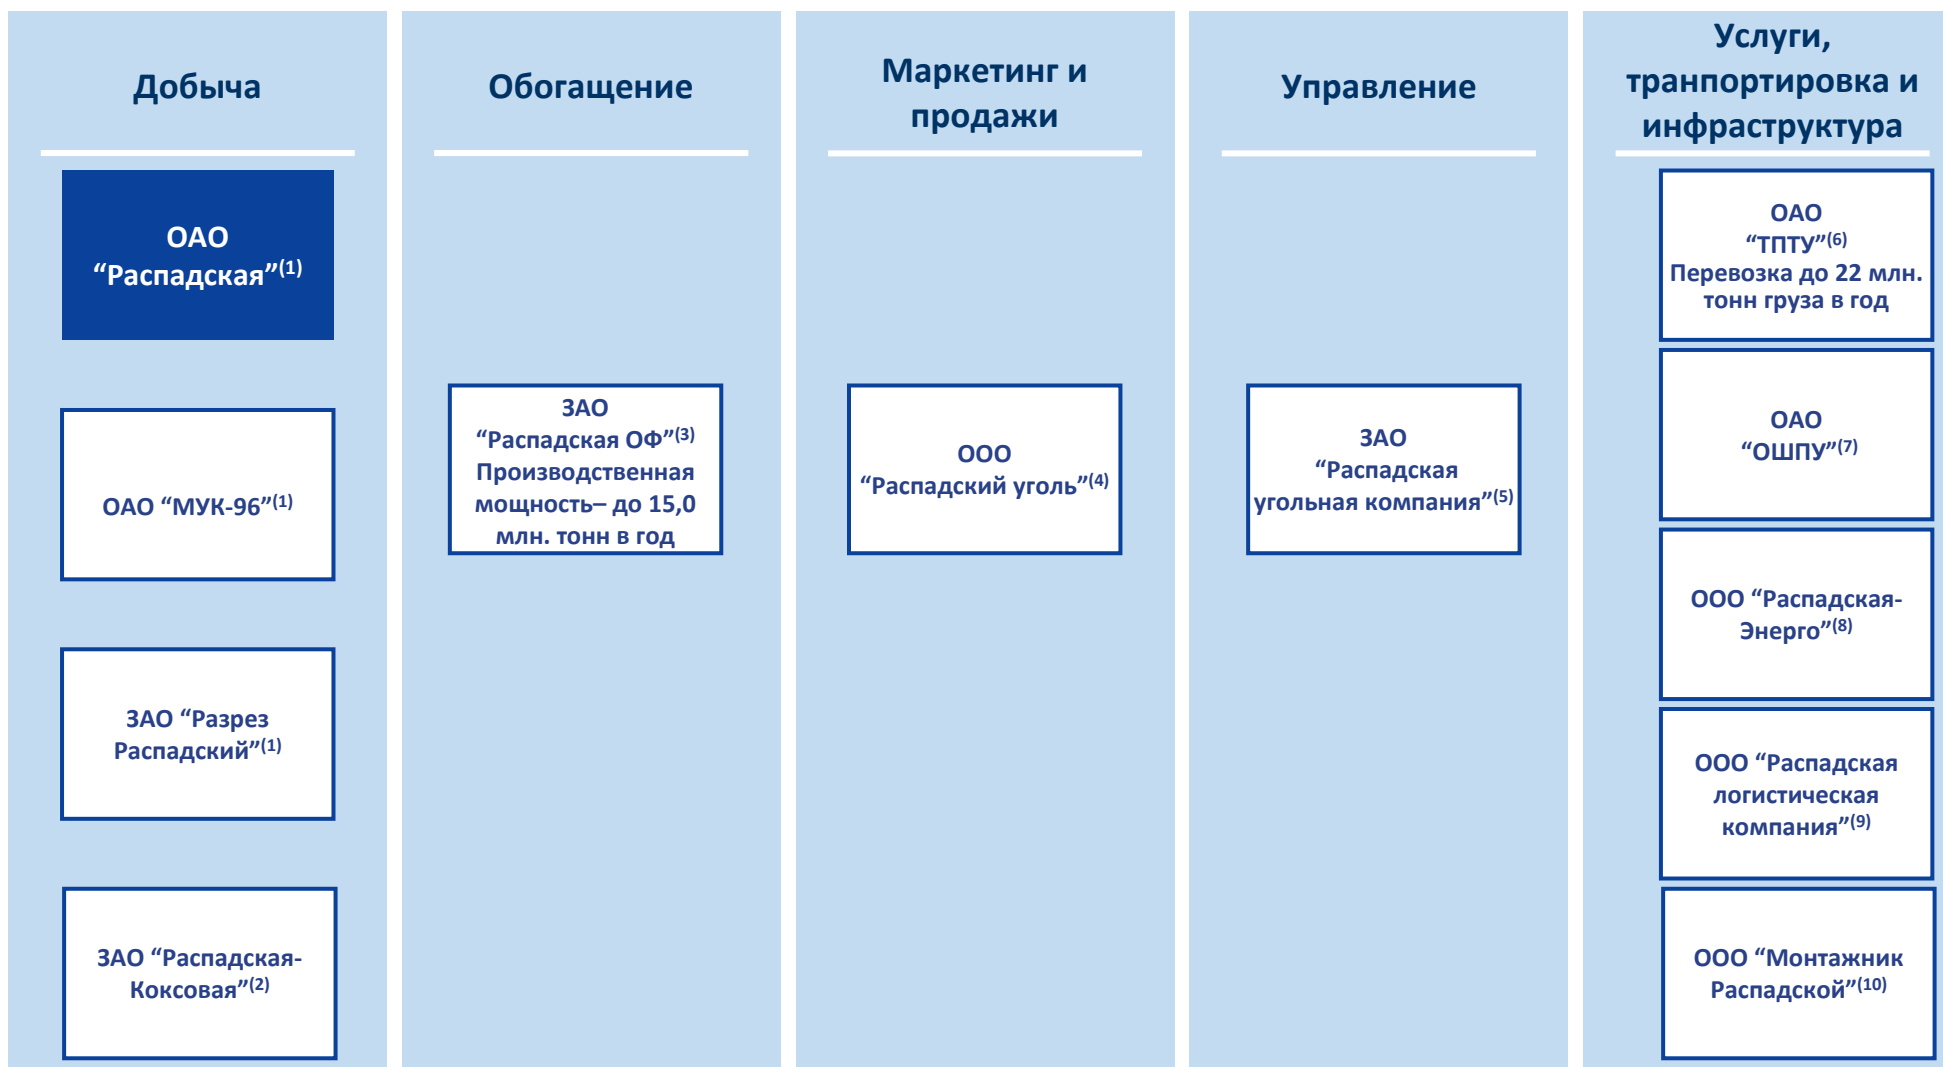 Добыча
ОАО
“Распадская”(1)
ОАО “МУК-96”(1)
ЗАО “Разрез
Распадский”(1)
ЗАО “Распадская-
Коксовая”(2)
Обогащение
ЗАО
“Распадская ОФ”(3)
Производственная
мощность– до 15,0
млн. тонн в год
Маркетинг и
продажи
ООО
“Распадский уголь”(4)
Управление
ЗАО
“Распадская
угольная компания”(5)
Услуги,
транпортировка и
инфраструктура
ОАО
“ТПТУ”(6)
Перевозка до 22 млн.
тонн груза в год
ОАО
“ОШПУ”(7)
ООО “Распадская-
Энерго”(8)
ООО “Распадская
логистическая
компания”(9)
ООО “Монтажник
Распадской”(10)